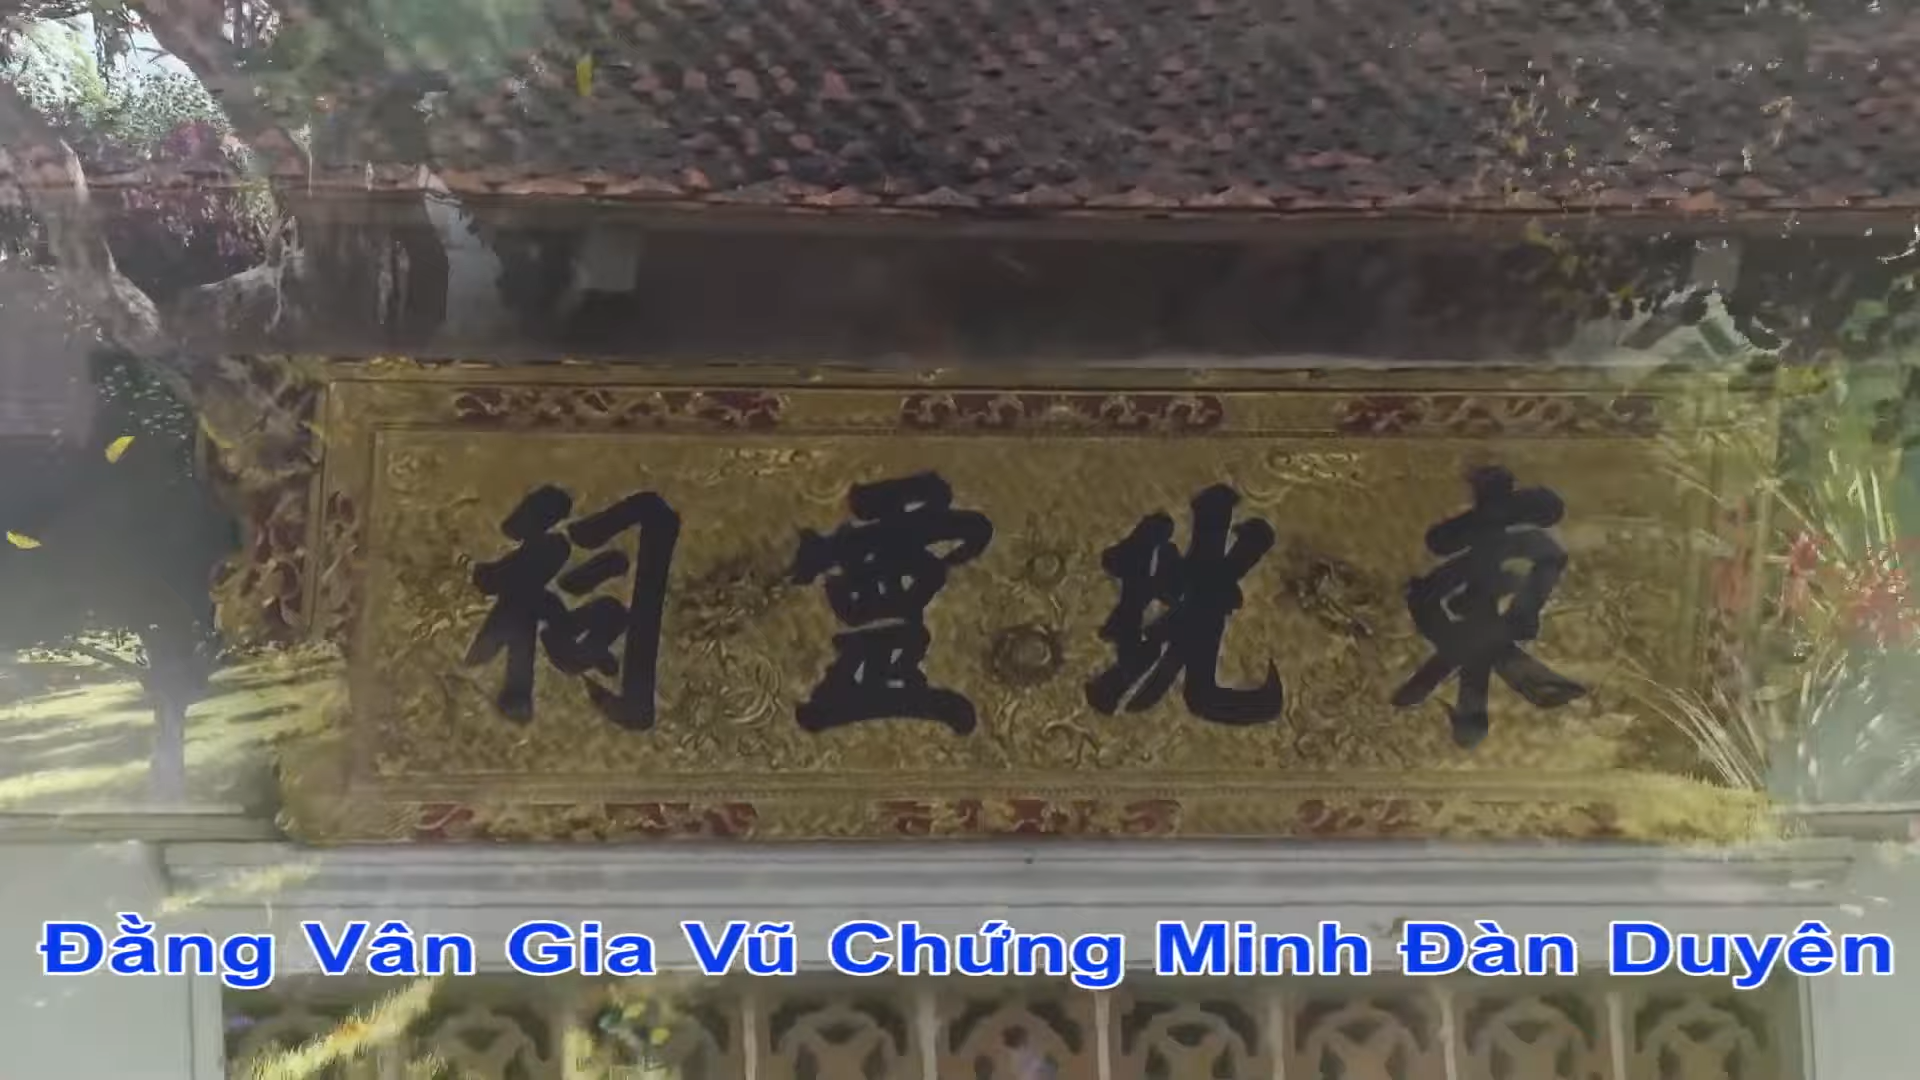 東靈祠
Đằng Vân Gia Vũ Chứng Minh Đàn Duyên